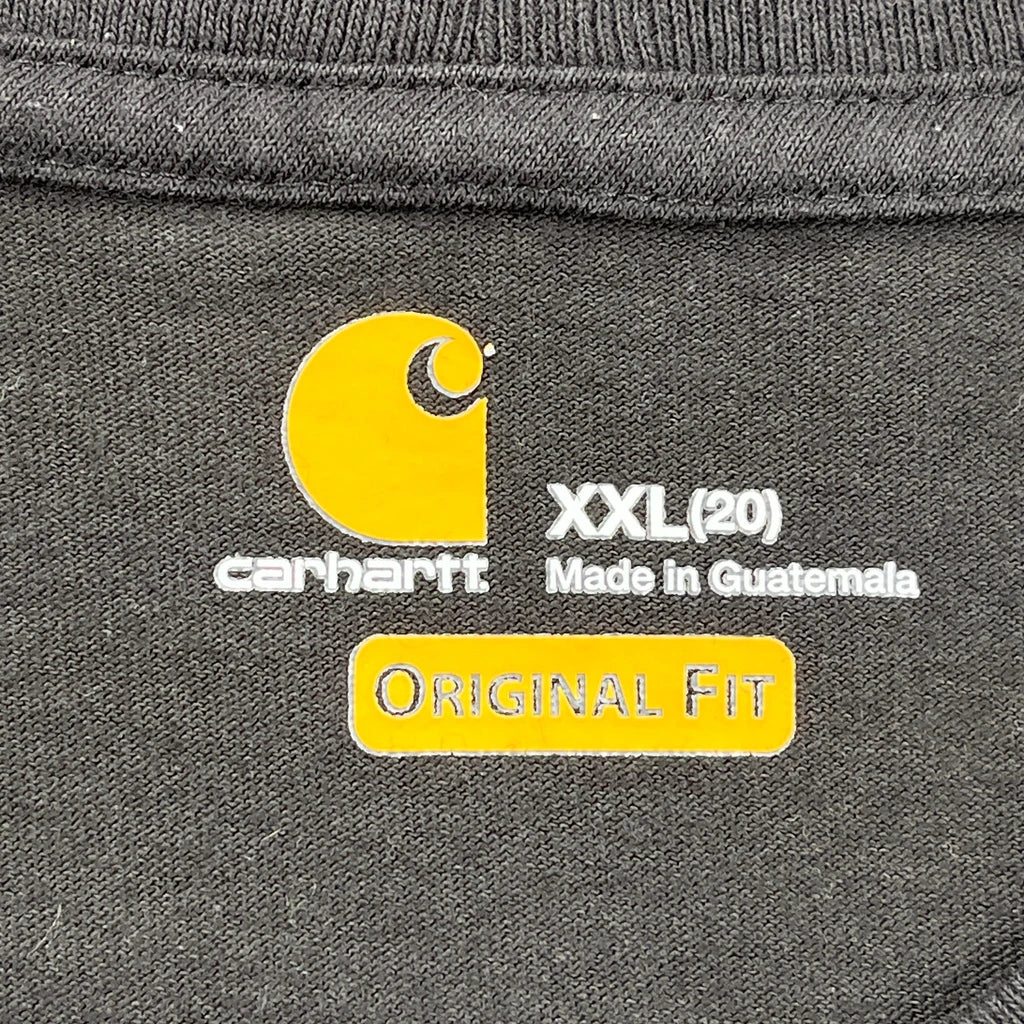 XXL(20)
carhartt
Made in Guatemala
ORIGINAL FIT